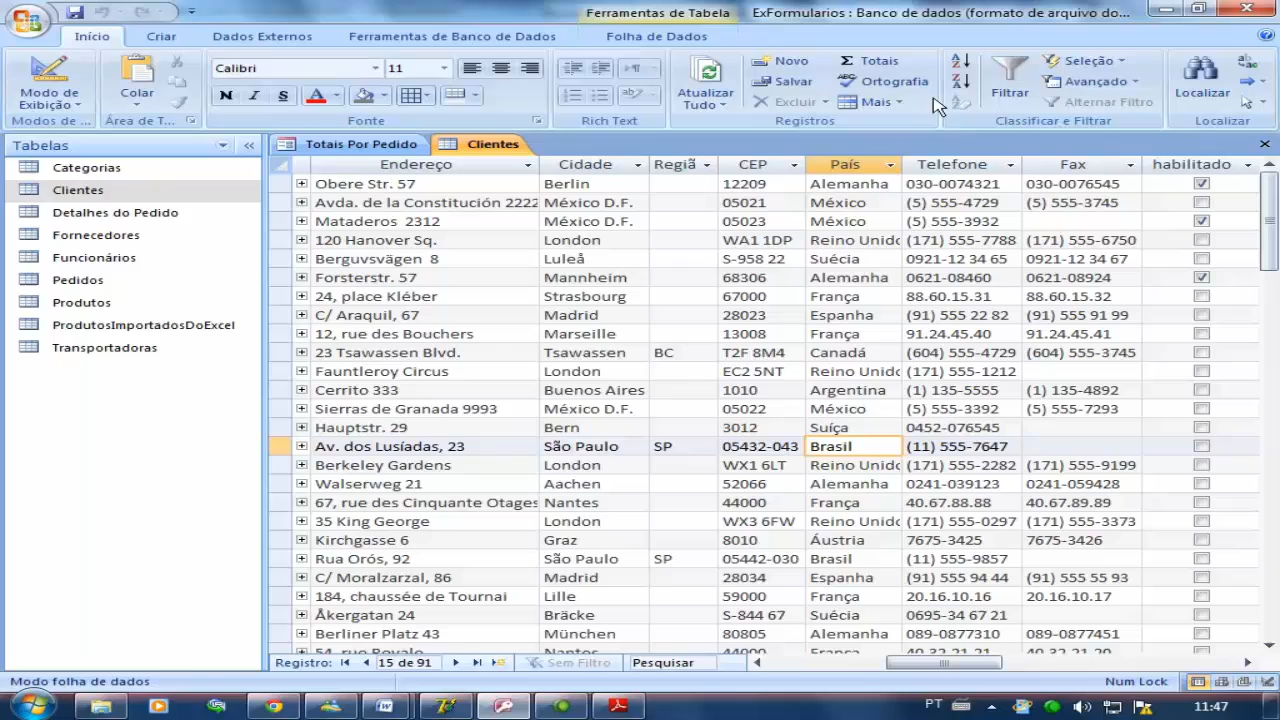 Ferramentas de Tabela
ExFormularios : Banco de dados (formato de arquivo do...
Início Criar Dados Externos Ferramentas de Banco de Dados Folha de Dados
Modo de Exibição
Modos de ...
Colar
Área de T...
Calibri 11
N I S A
Fonte
Rich Text
Atualizar Tudo
Novo
Salvar
Excluir
Totais
Ortografia
Mais
Registros
Filtrar
Seleção
Avançado
Alternar Filtro
Classificar e Filtrar
Localizar
Localizar
Tabelas
Categorias
Clientes
Detalhes do Pedido
Fornecedores
Funcionários
Pedidos
Produtos
ProdutosImportadosDoExcel
Transportadoras
Totais Por Pedido Clientes
Endereço Cidade Regiã CEP País Telefone Fax habilitado
Obere Str. 57 Berlin 12209 Alemanha 030-0074321 030-0076545
Avda. de la Constitución 2222 México D.F. 05021 México (5) 555-4729 (5) 555-3745
Mataderos 2312 México D.F. 05023 México (5) 555-3932
120 Hanover Sq. London WA1 1DP Reino Unido (171) 555-7788 (171) 555-6750
Berguvsvägen 8 Luleå S-958 22 Suécia 0921-12 34 65 0921-12 34 67
Forsterstr. 57 Mannheim 68306 Alemanha 0621-08460 0621-08924
24, place Kléber Strasbourg 67000 França 88.60.15.31 88.60.15.32
C/ Araquil, 67 Madrid 28023 Espanha (91) 555 22 82 (91) 555 91 99
12, rue des Bouchers Marseille 13008 França 91.24.45.40 91.24.45.41
23 Tsawassen Blvd. Tsawassen BC T2F 8M4 Canadá (604) 555-4729 (604) 555-3745
Fauntleroy Circus London EC2 5NT Reino Unido (171) 555-1212
Cerrito 333 Buenos Aires 1010 Argentina (1) 135-5555 (1) 135-4892
Sierras de Granada 9993 México D.F. 05022 México (5) 555-3392 (5) 555-7293
Hauptstr. 29 Bern 3012 Suíça 0452-076545
Av. dos Lusíadas, 23 São Paulo SP 05432-043 Brasil (11) 555-7647
Berkeley Gardens London WX1 6LT Reino Unido (171) 555-2282 (171) 555-9199
Walserweg 21 Aachen 52066 Alemanha 0241-039123 0241-059428
67, rue des Cinquante Otages Nantes 44000 França 40.67.88.88 40.67.89.89
35 King George London WX3 6FW Reino Unido (171) 555-0297 (171) 555-3373
Kirchgasse 6 Graz 8010 Áustria 7675-3425 7675-3426
Rua Orós, 92 São Paulo SP 05442-030 Brasil (11) 555-9857
C/ Moralzarzal, 86 Madrid 28034 Espanha (91) 555 94 44 (91) 555 55 93
184, chaussée de Tournai Lille 59000 França 20.16.10.16 20.16.10.17
Åkergatan 24 Bräcke S-844 67 Suécia 0695-34 67 21
Berliner Platz 43 München 80805 Alemanha 089-0877310 089-0877451
54, rue Royale Nantes 44000 França 40.32.21.21
Registro: 15 de 91 Sem Filtro Pesquisar
Modo folha de dados Num Lock
PT 11:47